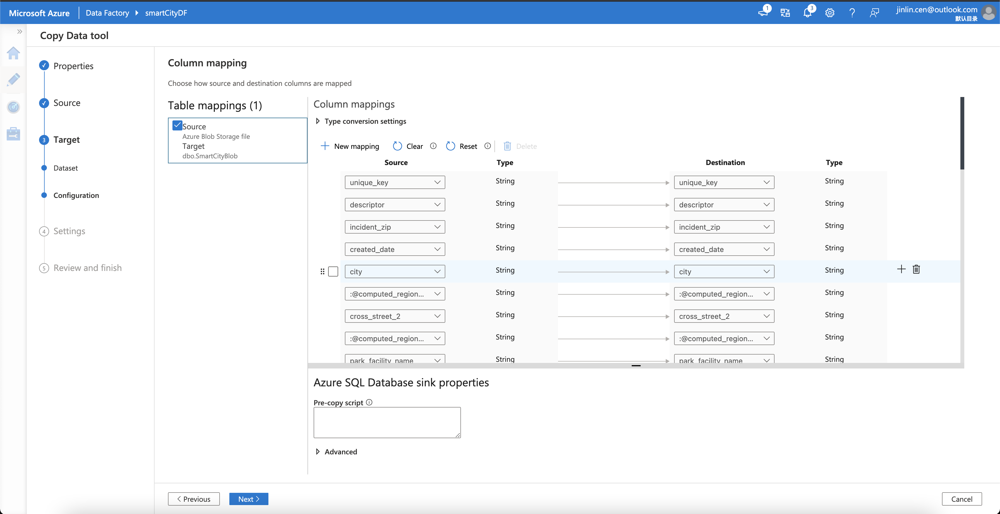 Microsoft Azure
Data Factory
smartCityDF
1
3
jinlin.cen@outlook.com
默认目录
Copy Data tool
Properties
Source
3 Target
Dataset
Configuration
4 Settings
5 Review and finish
Column mapping
Choose how source and destination columns are mapped
Table mappings (1)
Source
Azure Blob Storage file
Target
dbo.SmartCityBlob
Column mappings
Type conversion settings
New mapping Clear Reset Delete
Source Type Destination Type
unique_key String unique_key String
descriptor String descriptor String
incident_zip String incident_zip String
created_date String created_date String
city String city String
:@computed_region... String :@computed_region... String
cross_street_2 String cross_street_2 String
:@computed_region... String :@computed_region... String
park_facility_name String park_facility_name String
Azure SQL Database sink properties
Pre-copy script
Advanced
Previous Next Cancel